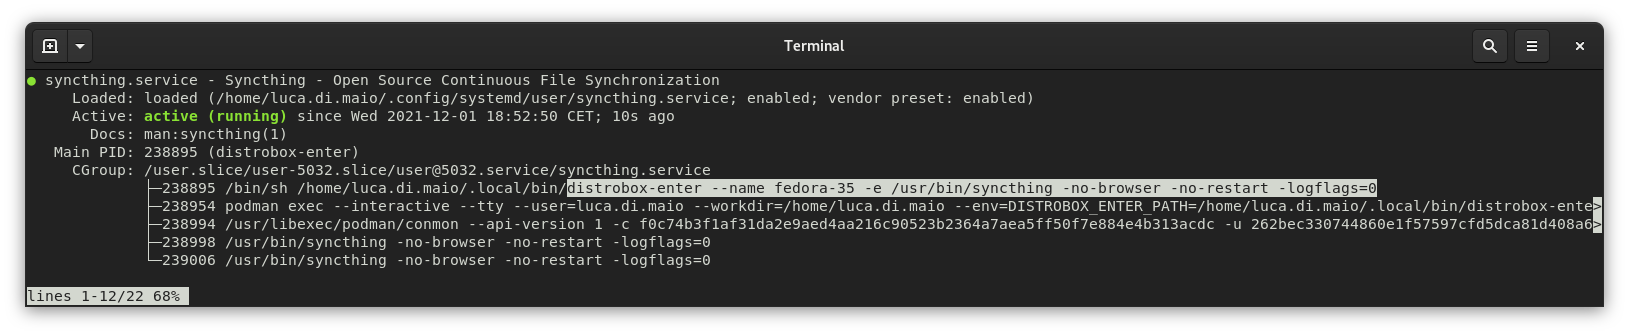 Terminal
● syncthing.service - Syncthing - Open Source Continuous File Synchronization
Loaded: loaded (/home/luca.di.maio/.config/systemd/user/syncthing.service; enabled; vendor preset: enabled)
Active: active (running) since Wed 2021-12-01 18:52:50 CET; 10s ago
Docs: man:syncthing(1)
Main PID: 238895 (distrobox-enter)
CGroup: /user.slice/user-5032.slice/user@5032.service/syncthing.service
├─238895 /bin/sh /home/luca.di.maio/.local/bin/distrobox-enter --name fedora-35 -e /usr/bin/syncthing -no-browser -no-restart -logflags=0
├─238954 podman exec --interactive --tty --user=luca.di.maio --workdir=/home/luca.di.maio --env=DISTROBOX_ENTER_PATH=/home/luca.di.maio/.local/bin/distrobox-ente>
├─238994 /usr/libexec/podman/conmon --api-version 1 -c f0c74b3f1af31da2e9aed4aa216c90523b2364a7aea5ff50f7e884e4b313acdc -u 262bec330744860e1f57597cfd5dca81d408a6>
├─238998 /usr/bin/syncthing -no-browser -no-restart -logflags=0
└─239006 /usr/bin/syncthing -no-browser -no-restart -logflags=0
lines 1-12/22 68%